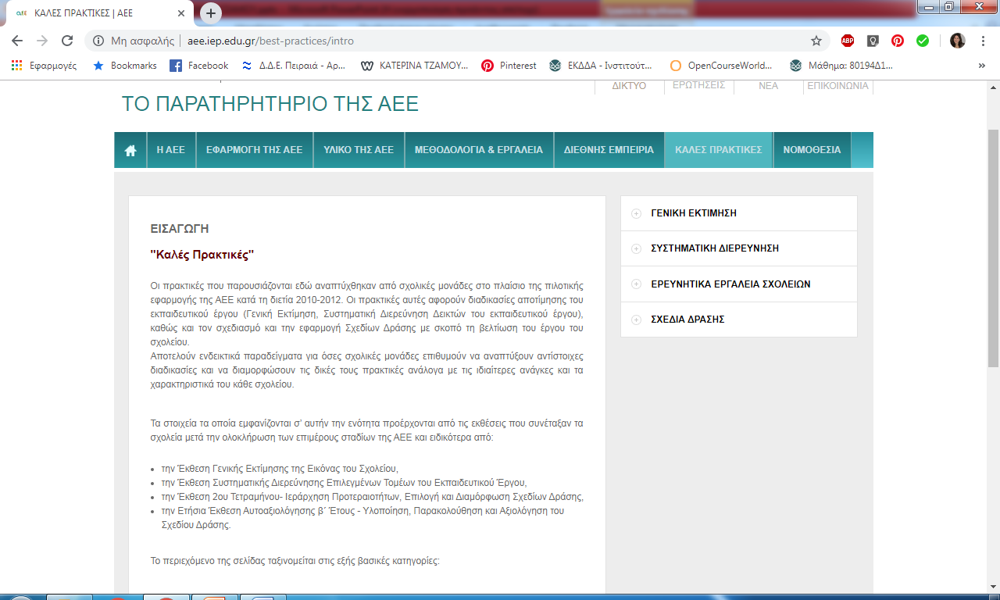 ΚΑΛΕΣ ΠΡΑΚΤΙΚΕΣ | ΑΕΕ
Μη ασφαλής | aee.iep.edu.gr/best-practices/intro
ABP
Εφαρμογές Bookmarks Facebook Δ.Δ.Ε. Πειραιά - Αρ... ΚΑΤΕΡΙΝΑ ΤΖΑΜΟΥ... Pinterest ΕΚΔΔΑ - Ινστιτούτ... OpenCourseWorld... Μάθημα: 80194Δ1... »
ΔΙΚΤΥΟ ΕΡΩΤΗΣΕΙΣ ΝΕΑ ΕΠΙΚΟΙΝΩΝΙΑ
ΤΟ ΠΑΡΑΤΗΡΗΤΗΡΙΟ ΤΗΣ ΑΕΕ
Η ΑΕΕ ΕΦΑΡΜΟΓΗ ΤΗΣ ΑΕΕ ΥΛΙΚΟ ΤΗΣ ΑΕΕ ΜΕΘΟΔΟΛΟΓΙΑ & ΕΡΓΑΛΕΙΑ ΔΙΕΘΝΗΣ ΕΜΠΕΙΡΙΑ ΚΑΛΕΣ ΠΡΑΚΤΙΚΕΣ ΝΟΜΟΘΕΣΙΑ
ΕΙΣΑΓΩΓΗ
"Καλές Πρακτικές"
Οι πρακτικές που παρουσιάζονται εδώ αναπτύχθηκαν από σχολικές μονάδες στο πλαίσιο της πιλοτικής
εφαρμογής της ΑΕΕ κατά τη διετία 2010-2012. Οι πρακτικές αυτές αφορούν διαδικασίες αποτίμησης του
εκπαιδευτικού έργου (Γενική Εκτίμηση, Συστηματική Διερεύνηση Δεικτών του εκπαιδευτικού έργου),
καθώς και τον σχεδιασμό και την εφαρμογή Σχεδίων Δράσης με σκοπό τη βελτίωση του έργου του
σχολείου.
Αποτελούν ενδεικτικά παραδείγματα για όσες σχολικές μονάδες επιθυμούν να αναπτύξουν αντίστοιχες
διαδικασίες και να διαμορφώσουν τις δικές τους πρακτικές ανάλογα με τις ιδιαίτερες ανάγκες και τα
χαρακτηριστικά του κάθε σχολείου.
Τα στοιχεία τα οποία εμφανίζονται σ' αυτήν την ενότητα προέρχονται από τις εκθέσεις που συνέταξαν τα
σχολεία μετά την ολοκλήρωση των επιμέρους σταδίων της ΑΕΕ και ειδικότερα από:
• την Έκθεση Γενικής Εκτίμησης της Εικόνας του Σχολείου,
• την Έκθεση Συστηματικής Διερεύνησης Επιλεγμένων Τομέων του Εκπαιδευτικού Έργου,
• την Έκθεση 2ου Τετραμήνου- Ιεράρχηση Προτεραιοτήτων, Επιλογή και Διαμόρφωση Σχεδίων Δράσης,
• την Ετήσια Έκθεση Αυτοαξιολόγησης β΄ Έτους - Υλοποίηση, Παρακολούθηση και Αξιολόγηση του
Σχεδίου Δράσης.
Το περιεχόμενο της σελίδας ταξινομείται στις εξής βασικές κατηγορίες:
ΓΕΝΙΚΗ ΕΚΤΙΜΗΣΗ
ΣΥΣΤΗΜΑΤΙΚΗ ΔΙΕΡΕΥΝΗΣΗ
ΕΡΕΥΝΗΤΙΚΑ ΕΡΓΑΛΕΙΑ ΣΧΟΛΕΙΩΝ
ΣΧΕΔΙΑ ΔΡΑΣΗΣ